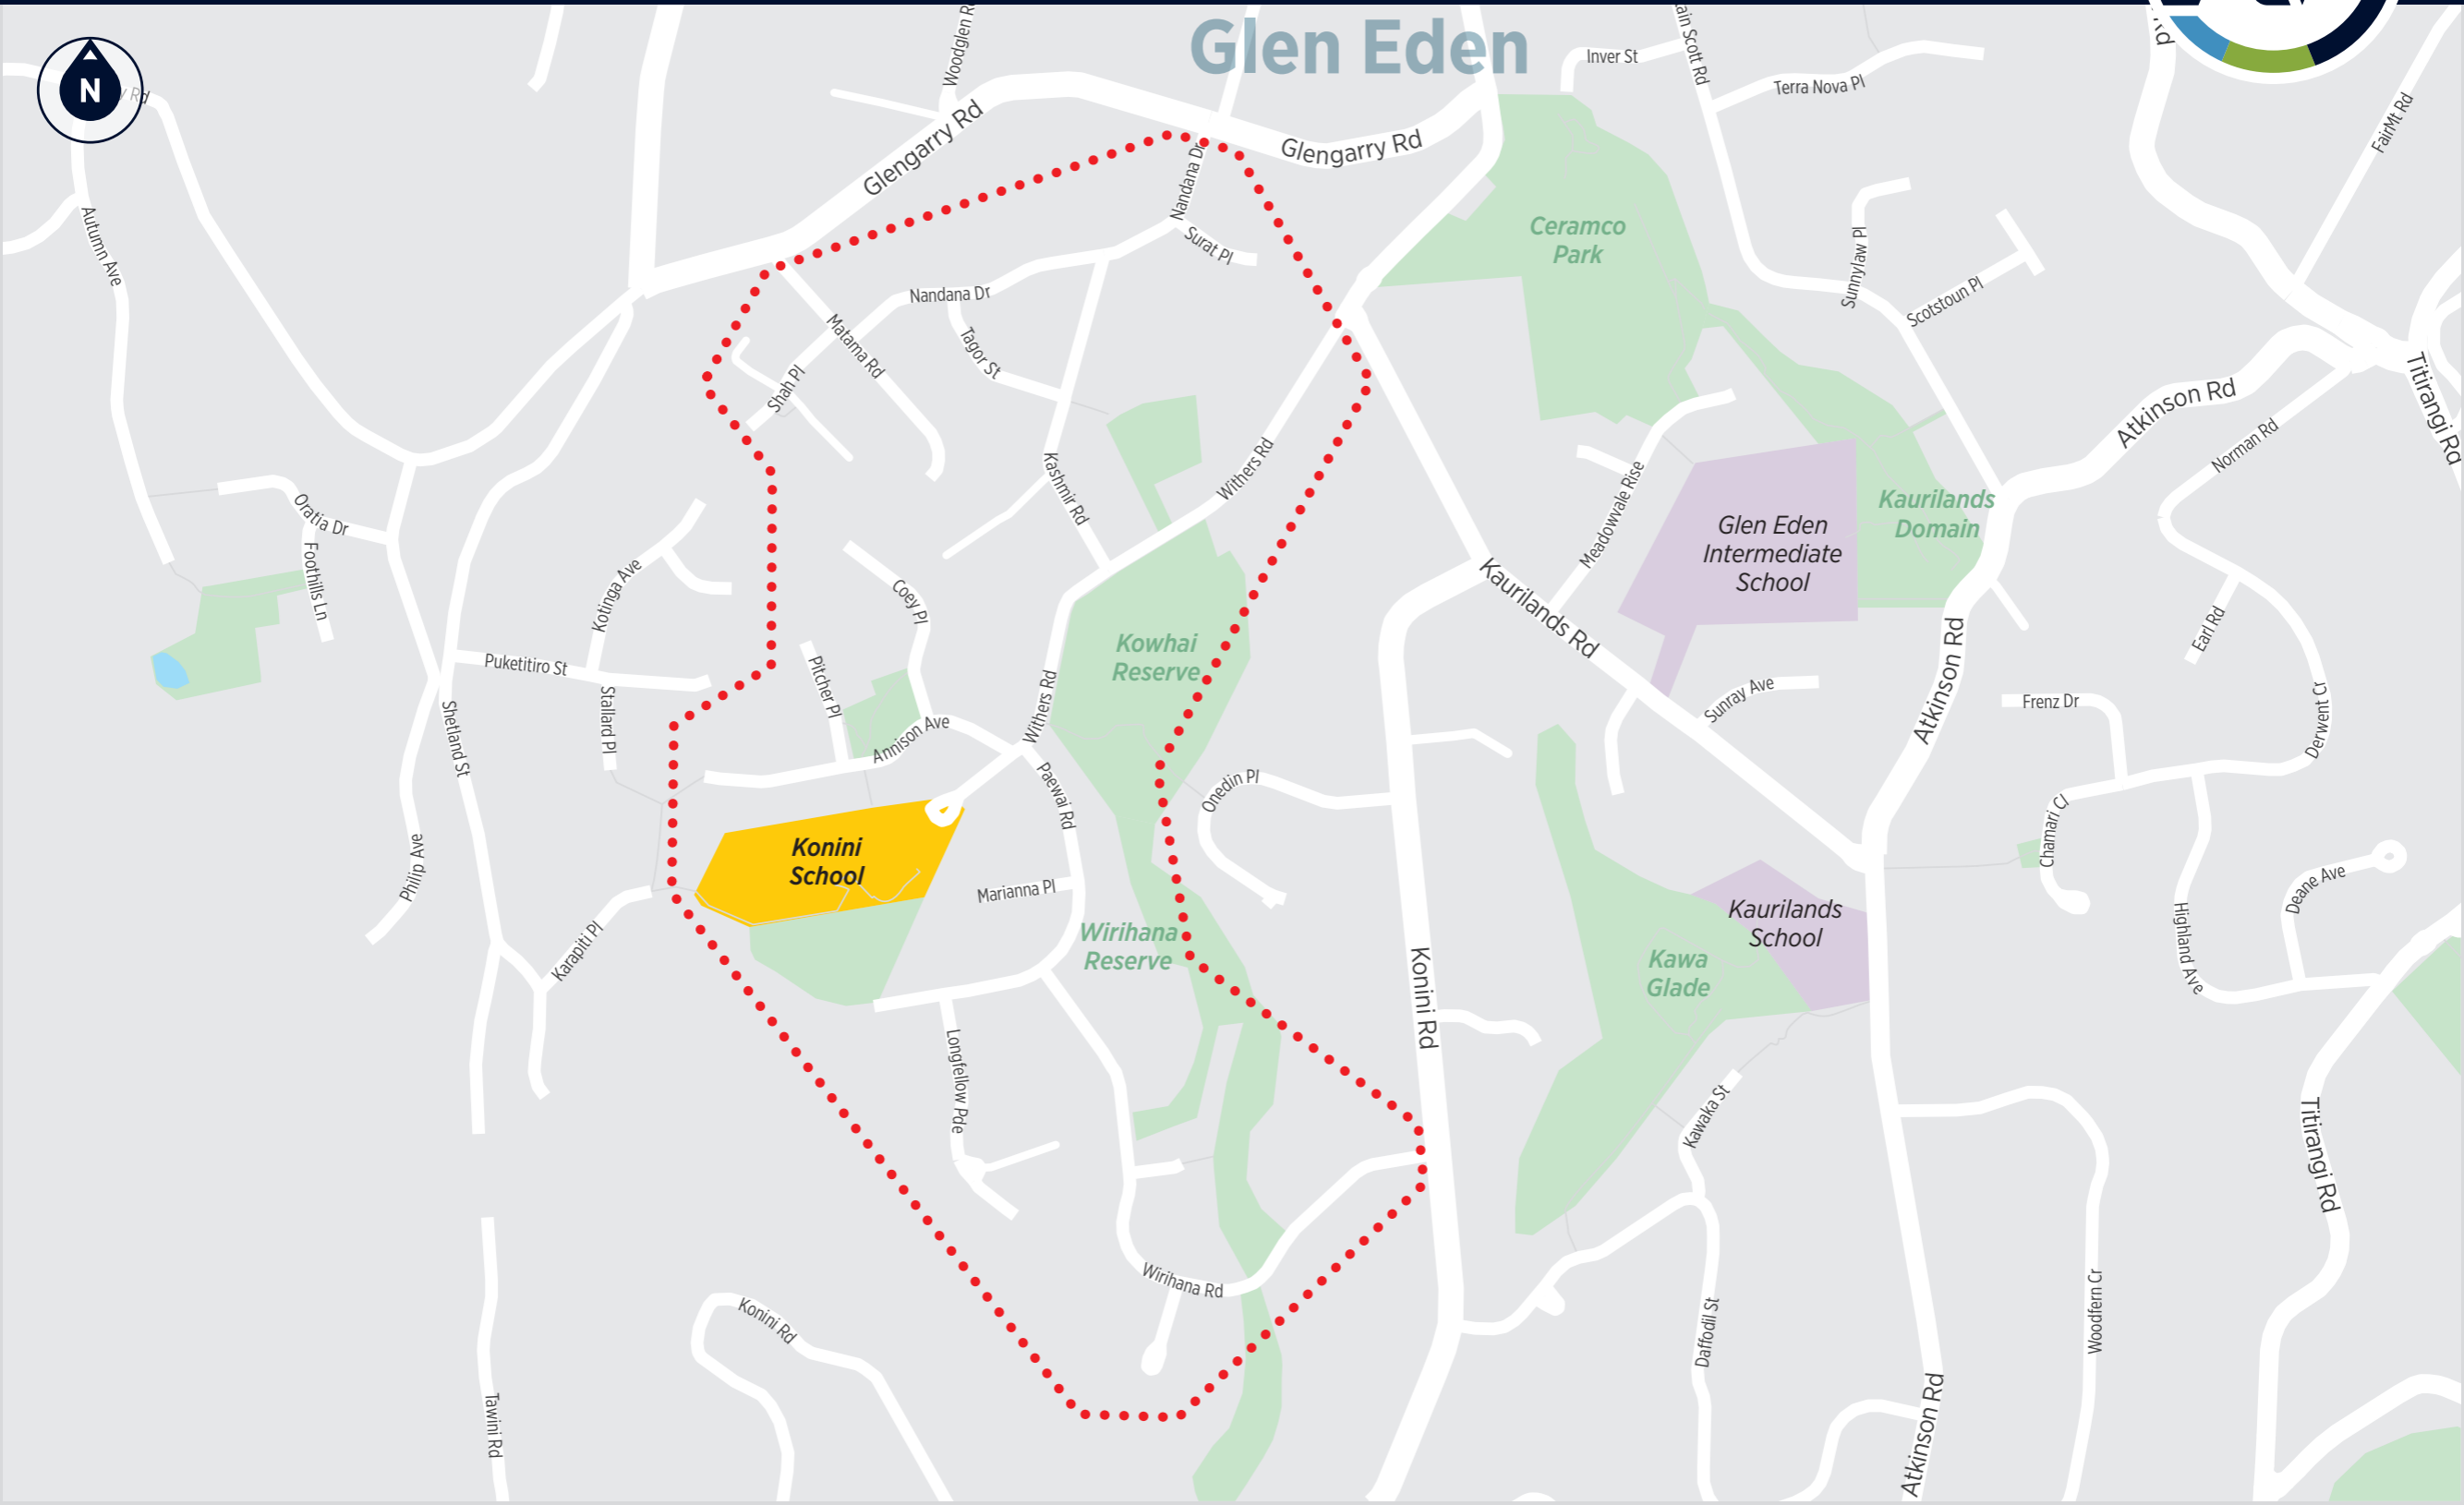 Glen Eden
N
y Rd
Woodglen Rd
Glengarry Rd
Glengarry Rd
Inver St
ain Scott Rd
Terra Nova Pl
Rd
FairMt Rd
Autumn Ave
Nandana Dr
Surat Pl
Ceramco
Park
Sunnylaw Pl
Scotstoun Pl
Nandana Dr
Matama Rd
Tagor St
Shah Pl
Titirangi Rd
Atkinson Rd
Norman Rd
Withers Rd
Kashmir Rd
Meadowvale Rise
Oratia Dr
Foothills Ln
Kaurilands
Domain
Glen Eden
Intermediate
School
Kotinga Ave
Coey Pl
Kaurilands Rd
Earl Rd
Kowhai
Reserve
Puketitiro St
Pitcher Pl
Stallard Pl
Shetland St
Withers Rd
Annison Ave
Sunray Ave
Atkinson Rd
Frenz Dr
Derwent Cr
Paewai Rd
Onedin Pl
Chamari Cl
Philip Ave
Konini
School
Marianna Pl
Deane Ave
Kaurilands
School
Highland Ave
Karapiti Pl
Wirihana
Reserve
Konini Rd
Kawa
Glade
Longfellow Pde
Kawaka St
Titirangi Rd
Wirihana Rd
Konini Rd
Daffodil St
Woodfern Cr
Tawini Rd
Atkinson Rd